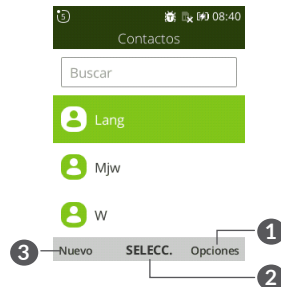 5 08:40
Contactos
Buscar
Lang
Mjw
W
Nuevo SELECC. Opciones
1
2
3